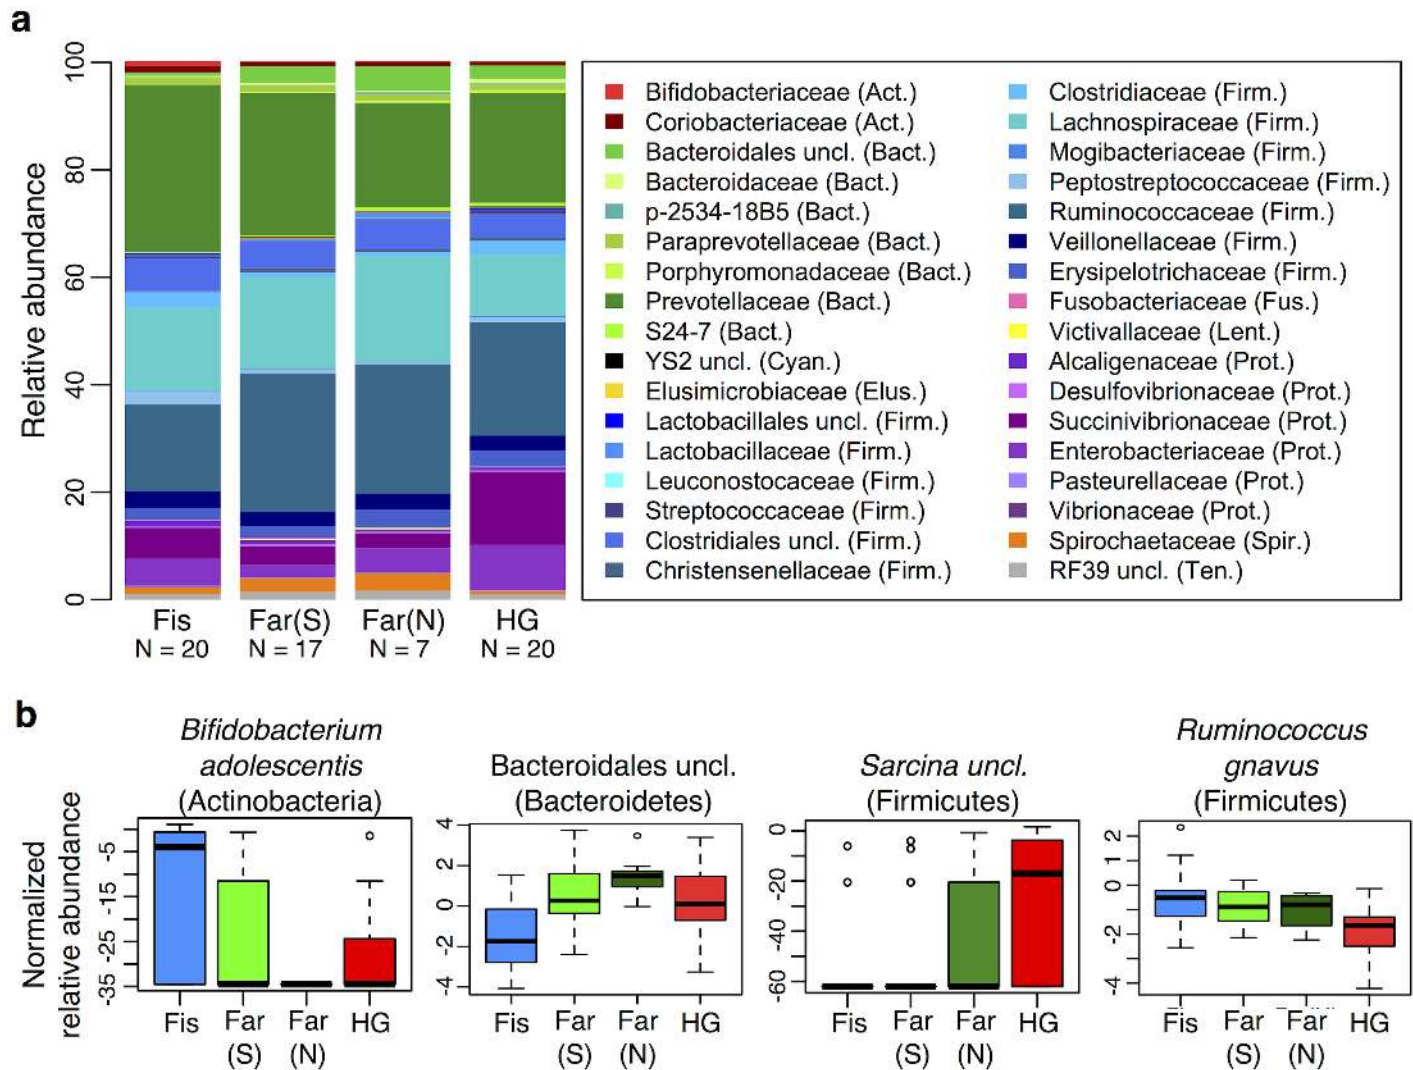 a
Relative abundance
100
80
60
40
20
0
Fis
N = 20
Far(S)
N = 17
Far(N)
N = 7
HG
N = 20
Bifidobacteriaceae (Act.)
Coriobacteriaceae (Act.)
Bacteroidales uncl. (Bact.)
Bacteroidaceae (Bact.)
p-2534-18B5 (Bact.)
Paraprevotellaceae (Bact.)
Porphyromonadaceae (Bact.)
Prevotellaceae (Bact.)
S24-7 (Bact.)
YS2 uncl. (Cyan.)
Elusimicrobiaceae (Elus.)
Lactobacillales uncl. (Firm.)
Lactobacillaceae (Firm.)
Leuconostocaceae (Firm.)
Streptococcaceae (Firm.)
Clostridiales uncl. (Firm.)
Christensenellaceae (Firm.)
Clostridiaceae (Firm.)
Lachnospiraceae (Firm.)
Mogibacteriaceae (Firm.)
Peptostreptococcaceae (Firm.)
Ruminococcaceae (Firm.)
Veillonellaceae (Firm.)
Erysipelotrichaceae (Firm.)
Fusobacteriaceae (Fus.)
Victivallaceae (Lent.)
Alcaligenaceae (Prot.)
Desulfovibrionaceae (Prot.)
Succinivibrionaceae (Prot.)
Enterobacteriaceae (Prot.)
Pasteurellaceae (Prot.)
Vibrionaceae (Prot.)
Spirochaetaceae (Spir.)
RF39 uncl. (Ten.)
b
Normalized
relative abundance
Bifidobacterium
adolescentis
(Actinobacteria)
-5
-15
-25
-35
Fis
Far
(S)
Far
(N)
HG
Bacteroidales uncl.
(Bacteroidetes)
4
2
0
-2
-4
Fis
Far
(S)
Far
(N)
HG
Sarcina uncl.
(Firmicutes)
0
-20
-40
-60
Fis
Far
(S)
Far
(N)
HG
Ruminococcus
gnavus
(Firmicutes)
2
1
0
-2
-4
Fis
Far
(S)
Far
(N)
HG